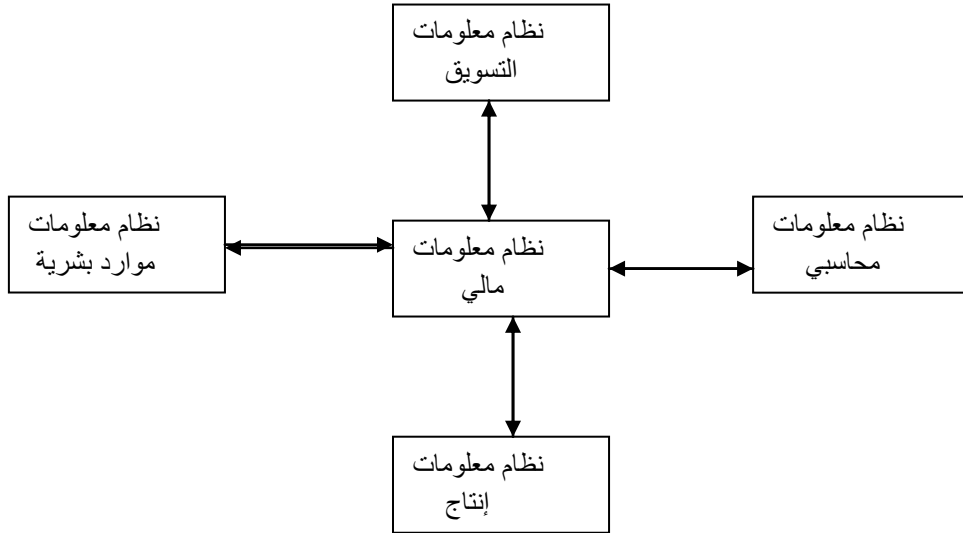 نظام معلومات
التسويق
نظام معلومات
محاسبي
نظام معلومات
مالي
نظام معلومات
موارد بشرية
نظام معلومات
إنتاج